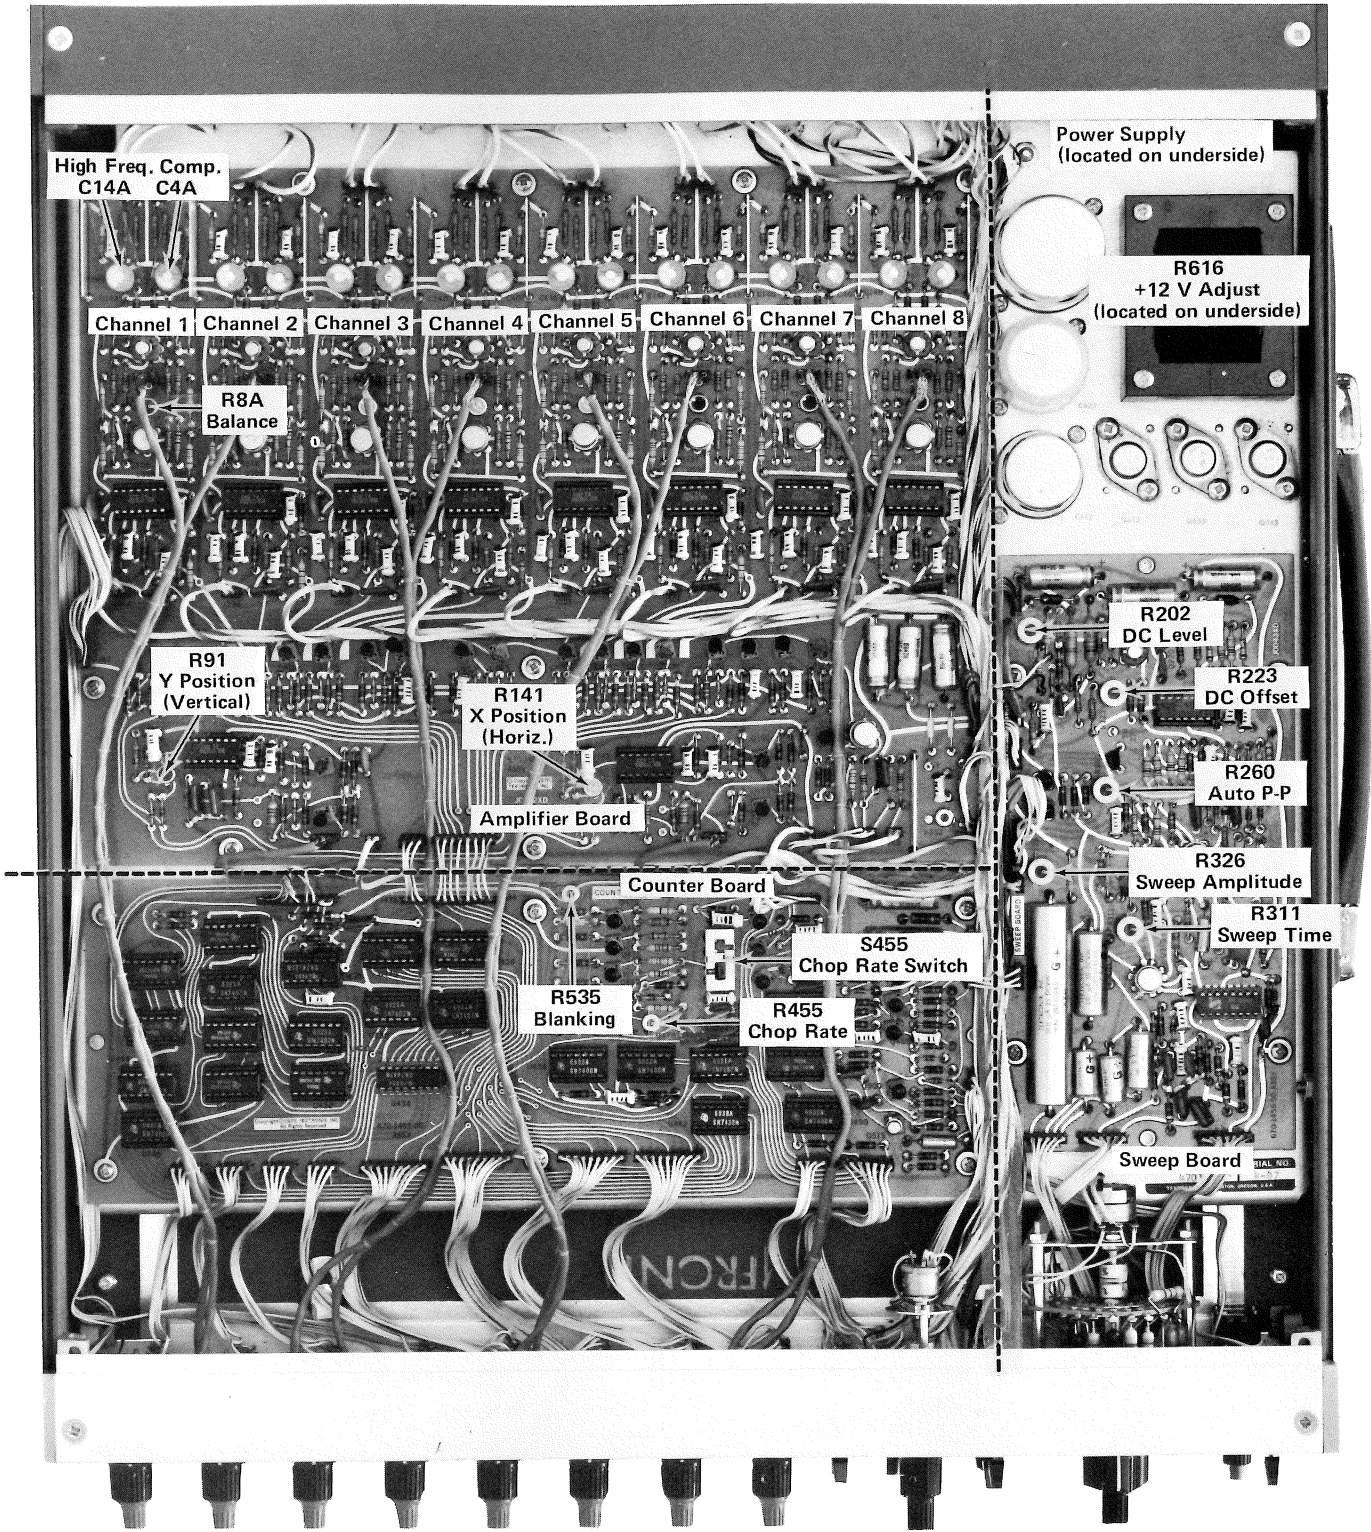 Power Supply
(located on underside)
High Freq. Comp.
C14A C4A
R616
+12 V Adjust
(located on underside)
Channel 1
Channel 2
Channel 3
Channel 4
Channel 5
Channel 6
Channel 7
Channel 8
R8A
Balance
R202
DC Level
R91
Y Position
(Vertical)
R141
X Position
(Horiz.)
R223
DC Offset
R260
Auto P-P
Amplifier Board
R326
Sweep Amplitude
Counter Board
COUNT
SWEEP BOARD
R311
Sweep Time
S455
Chop Rate Switch
R535
Blanking
R455
Chop Rate
Sweep Board